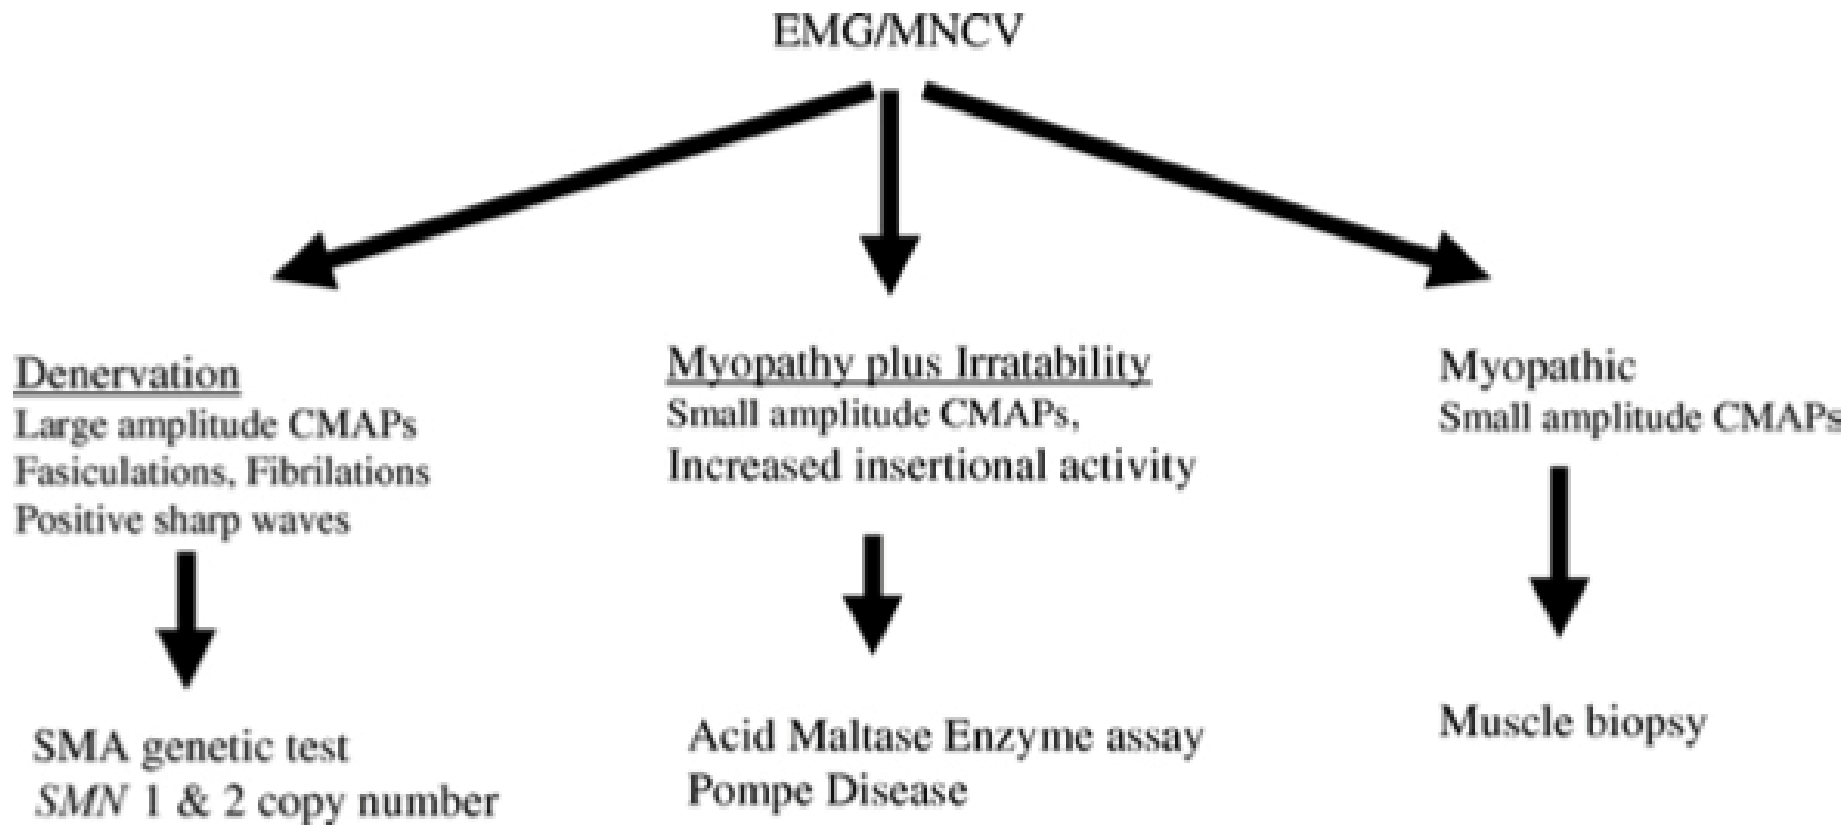 EMG/MNCV
Denervation
Large amplitude CMAPs
Fasiculations, Fibrilations
Positive sharp waves
SMA genetic test
SMN 1 & 2 copy number
Myopathy plus Irratability
Small amplitude CMAPs,
Increased insertional activity
Acid Maltase Enzyme assay
Pompe Disease
Myopathic
Small amplitude CMAPs
Muscle biopsy